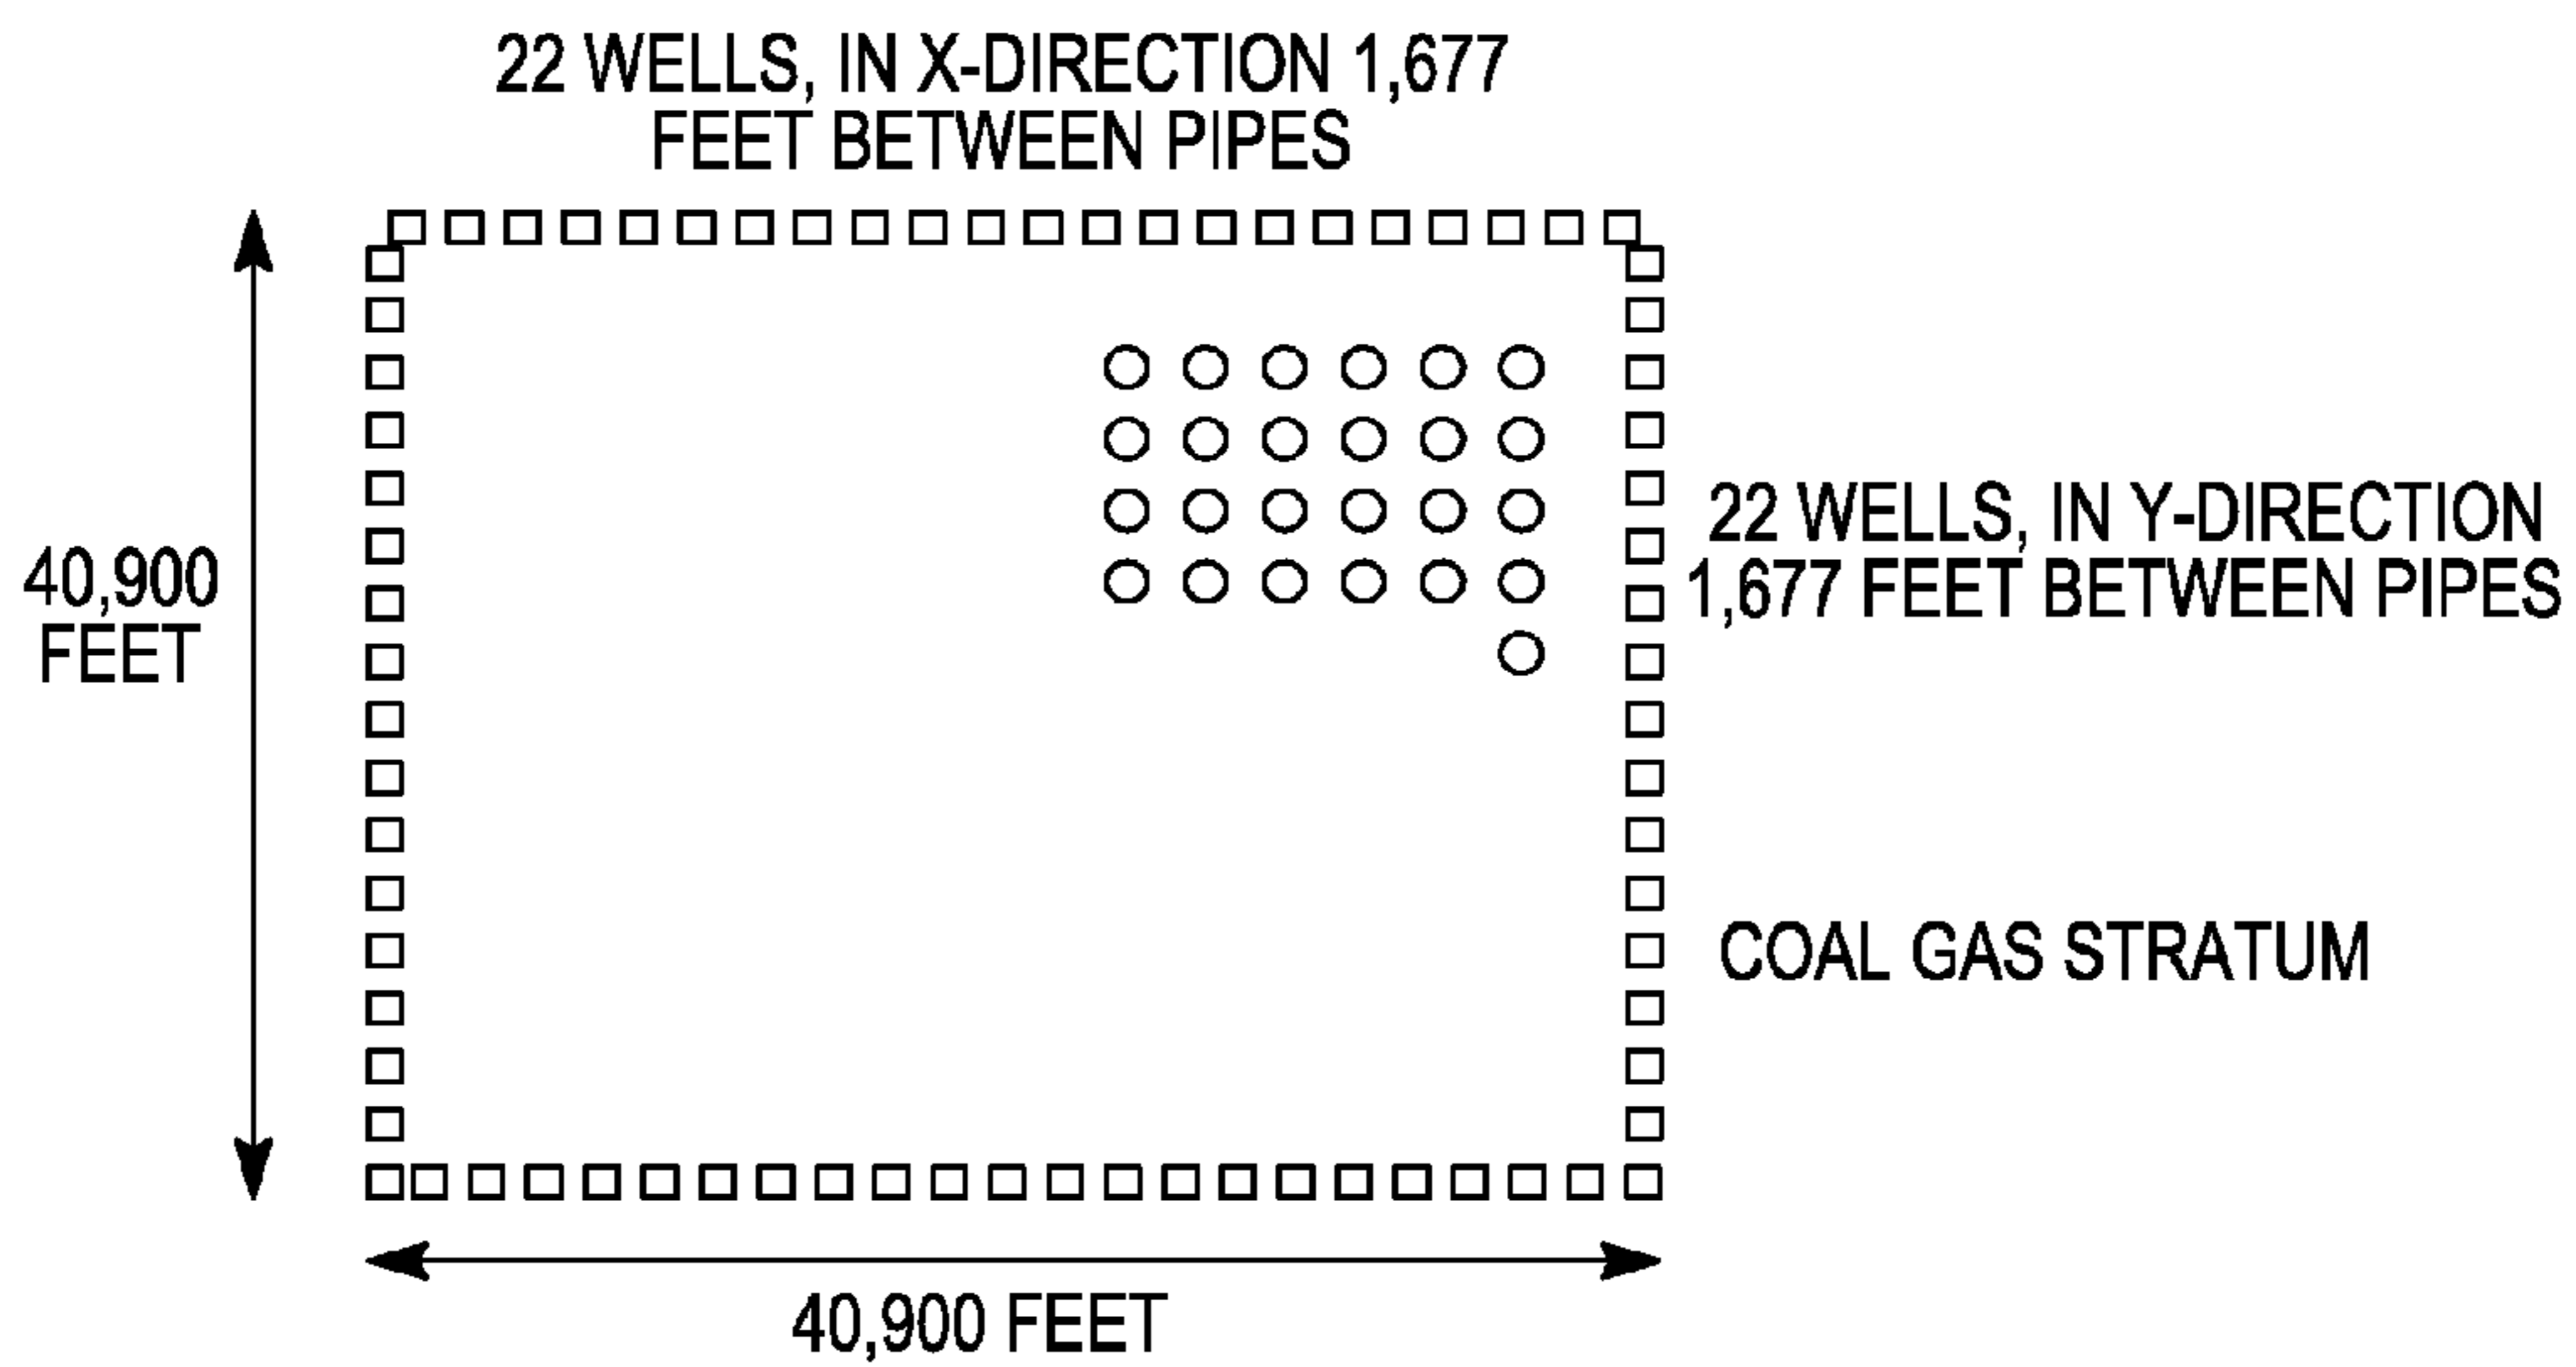 22 WELLS, IN X-DIRECTION 1,677
FEET BETWEEN PIPES
40,900
FEET
22 WELLS, IN Y-DIRECTION
1,677 FEET BETWEEN PIPES
COAL GAS STRATUM
40,900 FEET